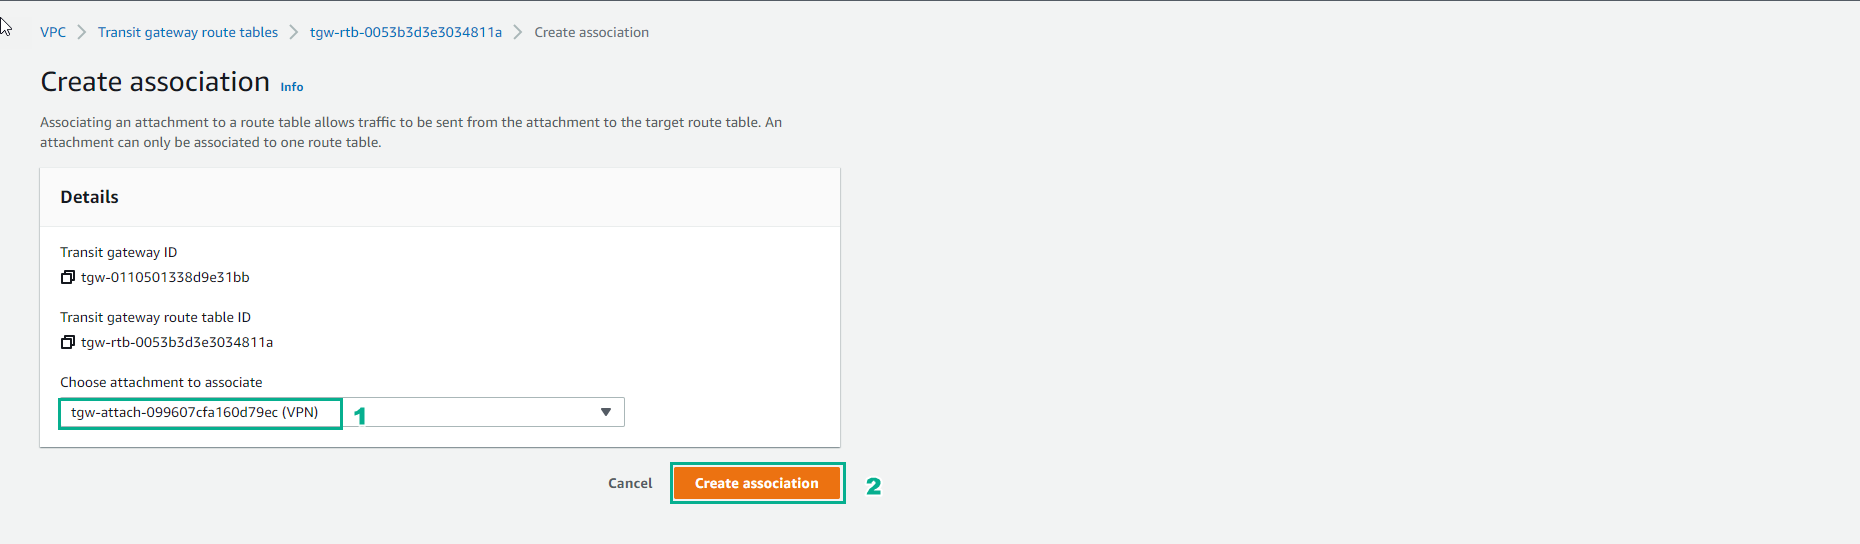 VPC > Transit gateway route tables > tgw-rtb-0053b3d3e3034811a > Create association
Create association Info
Associating an attachment to a route table allows traffic to be sent from the attachment to the target route table. An
attachment can only be associated to one route table.
Details
Transit gateway ID
tgw-0110501338d9e31bb
Transit gateway route table ID
tgw-rtb-0053b3d3e3034811a
Choose attachment to associate
tgw-attach-099607cfa160d79ec (VPN) 1
Cancel Create association 2